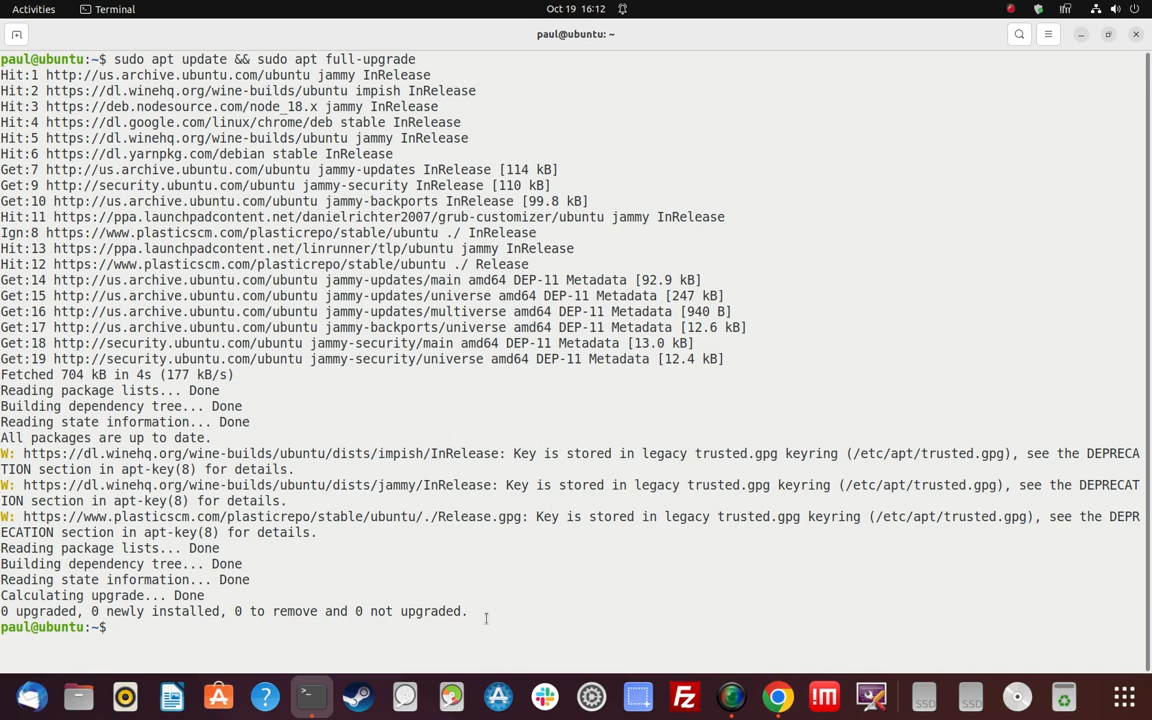 Activities
Terminal
Oct 19 16:12
paul@ubuntu: ~
paul@ubuntu:~$ sudo apt update && sudo apt full-upgrade
Hit:1 http://us.archive.ubuntu.com/ubuntu jammy InRelease
Hit:2 https://dl.winehq.org/wine-builds/ubuntu impish InRelease
Hit:3 https://deb.nodesource.com/node_18.x jammy InRelease
Hit:4 https://dl.google.com/linux/chrome/deb stable InRelease
Hit:5 https://dl.winehq.org/wine-builds/ubuntu jammy InRelease
Hit:6 https://dl.yarnpkg.com/debian stable InRelease
Get:7 http://us.archive.ubuntu.com/ubuntu jammy-updates InRelease [114 kB]
Get:9 http://security.ubuntu.com/ubuntu jammy-security InRelease [110 kB]
Get:10 http://us.archive.ubuntu.com/ubuntu jammy-backports InRelease [99.8 kB]
Hit:11 https://ppa.launchpadcontent.net/danielrichter2007/grub-customizer/ubuntu jammy InRelease
Ign:8 https://www.plasticscm.com/plasticrepo/stable/ubuntu ./ InRelease
Hit:13 https://ppa.launchpadcontent.net/linrunner/tlp/ubuntu jammy InRelease
Hit:12 https://www.plasticscm.com/plasticrepo/stable/ubuntu ./ Release
Get:14 http://us.archive.ubuntu.com/ubuntu jammy-updates/main amd64 DEP-11 Metadata [92.9 kB]
Get:15 http://us.archive.ubuntu.com/ubuntu jammy-updates/universe amd64 DEP-11 Metadata [247 kB]
Get:16 http://us.archive.ubuntu.com/ubuntu jammy-updates/multiverse amd64 DEP-11 Metadata [940 B]
Get:17 http://us.archive.ubuntu.com/ubuntu jammy-backports/universe amd64 DEP-11 Metadata [12.6 kB]
Get:18 http://security.ubuntu.com/ubuntu jammy-security/main amd64 DEP-11 Metadata [13.0 kB]
Get:19 http://security.ubuntu.com/ubuntu jammy-security/universe amd64 DEP-11 Metadata [12.4 kB]
Fetched 704 kB in 4s (177 kB/s)
Reading package lists... Done
Building dependency tree... Done
Reading state information... Done
All packages are up to date.
W: https://dl.winehq.org/wine-builds/ubuntu/dists/impish/InRelease: Key is stored in legacy trusted.gpg keyring (/etc/apt/trusted.gpg), see the DEPRECA
TION section in apt-key(8) for details.
W: https://dl.winehq.org/wine-builds/ubuntu/dists/jammy/InRelease: Key is stored in legacy trusted.gpg keyring (/etc/apt/trusted.gpg), see the DEPRECAT
ION section in apt-key(8) for details.
W: https://www.plasticscm.com/plasticrepo/stable/ubuntu/./Release.gpg: Key is stored in legacy trusted.gpg keyring (/etc/apt/trusted.gpg), see the DEPR
ECATION section in apt-key(8) for details.
Reading package lists... Done
Building dependency tree... Done
Reading state information... Done
Calculating upgrade... Done
0 upgraded, 0 newly installed, 0 to remove and 0 not upgraded.
paul@ubuntu:~$